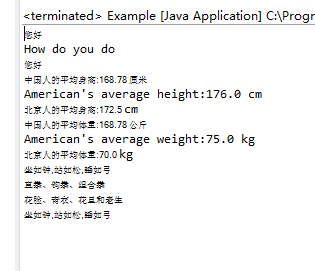 <terminated> Example [Java Application] C:\Progr
您好
How do you do
您好
中国人的平均身高:168.78 厘米
American's average height:176.0 cm
北京人的平均身高:172.5 cm
中国人的平均体重:168.78 公斤
American's average weight:75.0 kg
北京人的平均体重:70.0 kg
坐如钟,站如松,睡如弓
直拳、钩拳、组合拳
花脸、青衣、花旦和老生
坐如钟,站如松,睡如弓